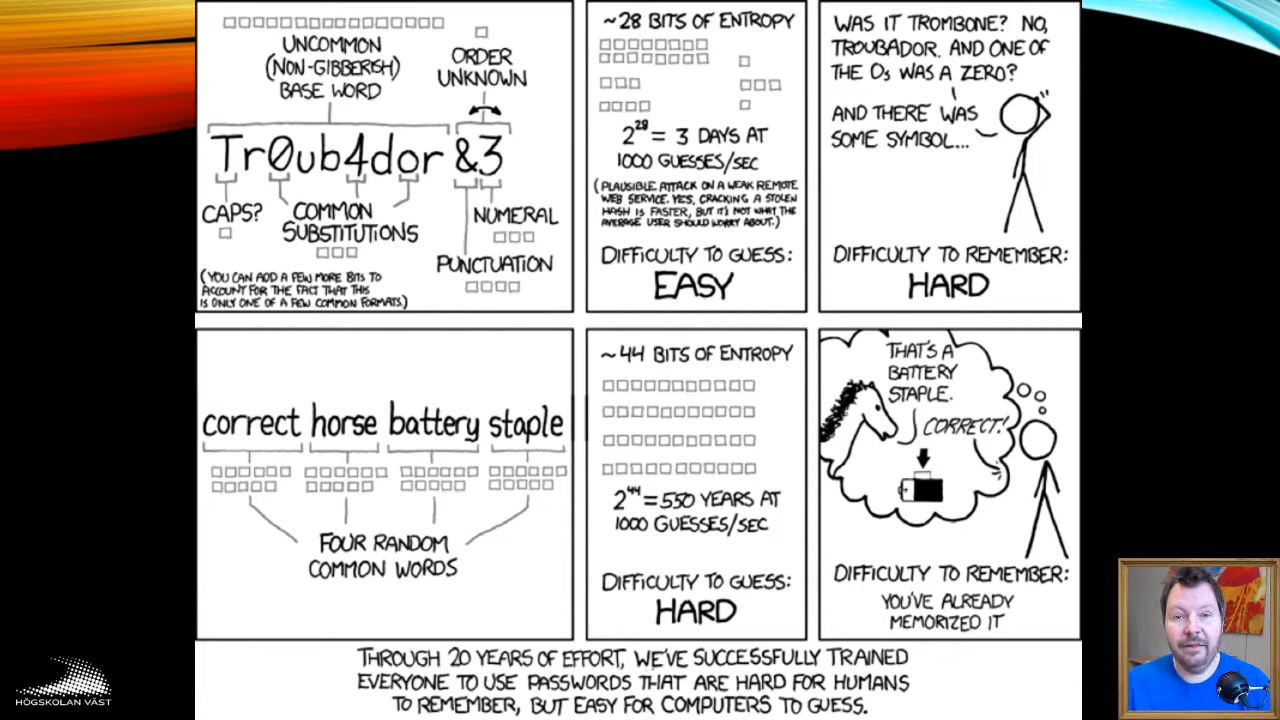 UNCOMMON
(NON-GIBBERISH)
BASE WORD
ORDER
UNKNOWN
Tr0ub4dor &3
CAPS?
COMMON
SUBSTITUTIONS
NUMERAL
PUNCTUATION
(YOU CAN ADD A FEW MORE BITS TO
ACCOUNT FOR THE FACT THAT THIS
IS ONLY ONE OF A FEW COMMON FORMATS.)
~28 BITS OF ENTROPY
2^28 = 3 DAYS AT
1000 GUESSES/SEC
(PLAUSIBLE ATTACK ON A WEAK REMOTE
WEB SERVICE. YES, CRACKING A STOLEN
HASH IS FASTER, BUT IT'S NOT WHAT THE
AVERAGE USER SHOULD WORRY ABOUT.)
DIFFICULTY TO GUESS:
EASY
WAS IT TROMBONE? NO,
TROUBADOR. AND ONE OF
THE Os WAS A ZERO?
AND THERE WAS
SOME SYMBOL...
DIFFICULTY TO REMEMBER:
HARD
correct horse battery staple
FOUR RANDOM
COMMON WORDS
~44 BITS OF ENTROPY
2^44 = 550 YEARS AT
1000 GUESSES/SEC
DIFFICULTY TO GUESS:
HARD
THAT'S A
BATTERY
STAPLE.
CORRECT!
DIFFICULTY TO REMEMBER:
YOU'VE ALREADY
MEMORIZED IT
THROUGH 20 YEARS OF EFFORT, WE'VE SUCCESSFULLY TRAINED
EVERYONE TO USE PASSWORDS THAT ARE HARD FOR HUMANS
TO REMEMBER, BUT EASY FOR COMPUTERS TO GUESS.
HÖGSKOLAN VÄST